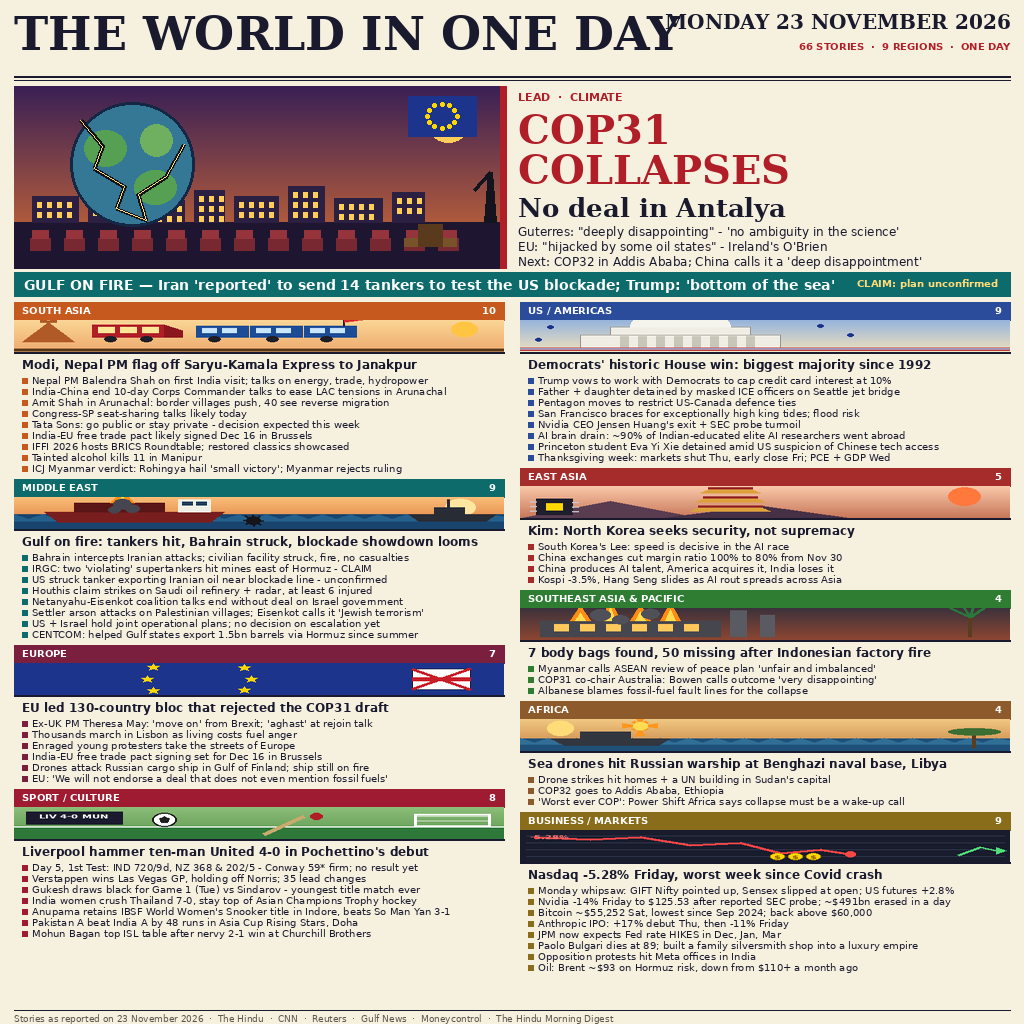 THE WORLD IN ONE DAY
MONDAY 23 NOVEMBER 2026
66 STORIES · 9 REGIONS · ONE DAY
LEAD · CLIMATE
COP31
COLLAPSES
No deal in Antalya
Guterres: "deeply disappointing" - 'no ambiguity in the science'
EU: "hijacked by some oil states" - Ireland's O'Brien
Next: COP32 in Addis Ababa; China calls it a 'deep disappointment'
GULF ON FIRE — Iran 'reported' to send 14 tankers to test the US blockade; Trump: 'bottom of the sea'
CLAIM: plan unconfirmed
SOUTH ASIA 10
Modi, Nepal PM flag off Saryu-Kamala Express to Janakpur
Nepal PM Balendra Shah on first India visit; talks on energy, trade, hydropower
India-China end 10-yr Corps Commander talks to ease LAC tensions in Arunachal
Amit Shah in Arunachal: border villages push, 40 see reverse migration
Congress-SP seat-sharing talks likely today
Tata Sons: go public or stay private - decision expected this week
India-EU free trade pact likely signed Dec 16 in Brussels
IFFI 2026 hosts BRICS Roundtable; restored classics showcased
Tainted alcohol kills 11 in Manipur
ICJ Myanmar verdict: Rohingya hail 'small victory'; Myanmar rejects ruling
MIDDLE EAST 9
Gulf on fire: tankers hit, Bahrain struck, blockade showdown looms
Bahrain intercepts Iranian attacks; civilian facility struck, fire, no casualties
IRGC: two 'violating' supertankers hit mines east of Hormuz - CLAIM
US struck tanker exporting Iranian oil near blockade line - unconfirmed
Houthis claim strikes on Saudi oil refinery + radar, at least 6 injured
Netanyahu-Eisenkot coalition talks end without deal on Israel government
Settler arson attacks on Palestinian villages; Eisenkot calls it 'Jewish terrorism'
US + Israel hold joint operational plans; no decision on escalation yet
CENTCOM: helped Gulf states export 1.5bn barrels via Hormuz since summer
EUROPE 7
EU led 130-country bloc that rejected the COP31 draft
Ex-UK PM Theresa May: 'move on' from Brexit; 'aghast' at rejoin talk
Thousands march in Lisbon as living costs fuel anger
Enraged young protesters take the streets of Europe
India-EU free trade pact signing set for Dec 16 in Brussels
Drones attack Russian cargo ship in Gulf of Finland; ship still on fire
EU: 'We will not endorse a deal that does not even mention fossil fuels'
SPORT / CULTURE 8
LIV 4-0 MUN
Liverpool hammer ten-man United 4-0 in Pochettino's debut
Day 5, 1st Test: IND 720/9d, NZ 368 & 202/5 - Conway 59* firm; no result yet
Verstappen wins Las Vegas GP, holding off Norris; 35 lead changes
Gukesh draws black for Game 1 (Tue) vs Sindarov - youngest title match ever
India women crush Thailand 7-0, stay top of Asian Champions Trophy hockey
Anupama retains IBSF World Women's Snooker title in Indore, beats So Man Yan 3-1
Pakistan A beat India A by 48 runs in Asia Cup Rising Stars, Doha
Mohun Bagan top ISL table after nervy 2-1 win at Churchill Brothers
US / AMERICAS 9
Democrats' historic House win: biggest majority since 1992
Trump vows to work with Democrats to cap credit card interest at 10%
Father + daughter detained by masked ICE officers on Seattle jet bridge
Pentagon moves to restrict US-Canada defence ties
San Francisco braces for exceptionally high king tides; flood risk
Nvidia CEO Jensen Huang's exit + SEC probe turmoil
AI brain drain: ~90% of Indian-educated elite AI researchers went abroad
Princeton student Eva Yi Xie detained amid US suspicion of Chinese tech access
Thanksgiving week: markets shut Thu, early close Fri; PCE + GDP Wed
EAST ASIA 5
Kim: North Korea seeks security, not supremacy
South Korea's Lee: speed is decisive in the AI race
China exchanges cut margin ratio 100% to 80% from Nov 30
China produces AI talent, America acquires it, India loses it
Kospi -3.5%, Hang Seng slides as AI rout spreads across Asia
SOUTHEAST ASIA & PACIFIC 4
7 body bags found, 50 missing after Indonesian factory fire
Myanmar calls ASEAN review of peace plan 'unfair and imbalanced'
COP31 co-chair Australia: Bowen calls outcome 'very disappointing'
Albanese blames fossil-fuel fault lines for the collapse
AFRICA 4
Sea drones hit Russian warship at Benghazi naval base, Libya
Drone strikes hit homes + a UN building in Sudan's capital
COP32 goes to Addis Ababa, Ethiopia
'Worst ever COP': Power Shift Africa says collapse must be a wake-up call
BUSINESS / MARKETS 9
-5.28%
Nasdaq -5.28% Friday, worst week since Covid crash
Monday whipsaw: GIFT Nifty pointed up, Sensex slipped at open; US futures +2.8%
Nvidia -14% Friday to $125.53 after reported SEC probe; ~$491bn erased in a day
Bitcoin ~$55,252 Sat, lowest since Sep 2024; back above $60,000
Anthropic IPO: +17% debut Thu, then -11% Friday
JPM now expects Fed rate HIKES in Dec, Jan, Mar
Paolo Bulgari dies at 89; built a family silversmith shop into a luxury empire
Opposition protests hit Meta offices in India
Oil: Brent ~$93 on Hormuz risk, down from $110+ a month ago
Stories as reported on 23 November 2026 · The Hindu · CNN · Reuters · Gulf News · Moneycontrol · The Hindu Morning Digest